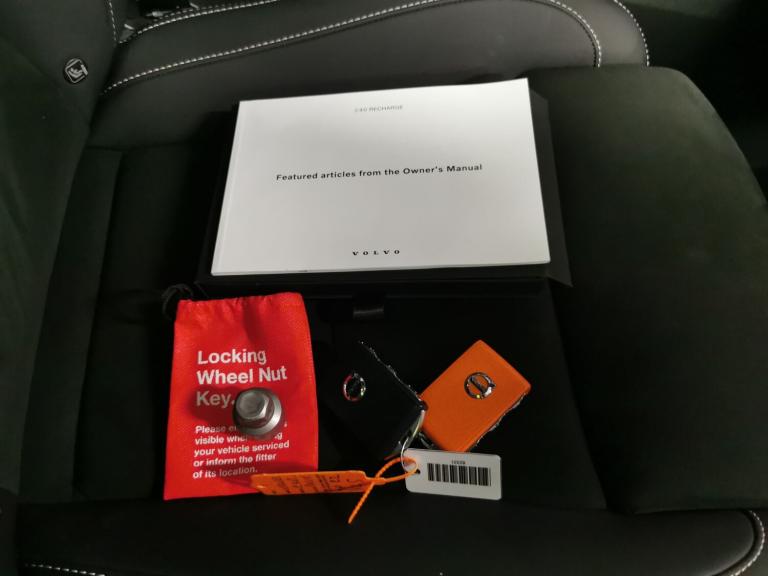 C40 RECHARGE
Featured articles from the Owner's Manual
VOLVO
Locking
Wheel Nut
Key.
Please
visible
your vehicle serviced
or inform the fitter
of its location.